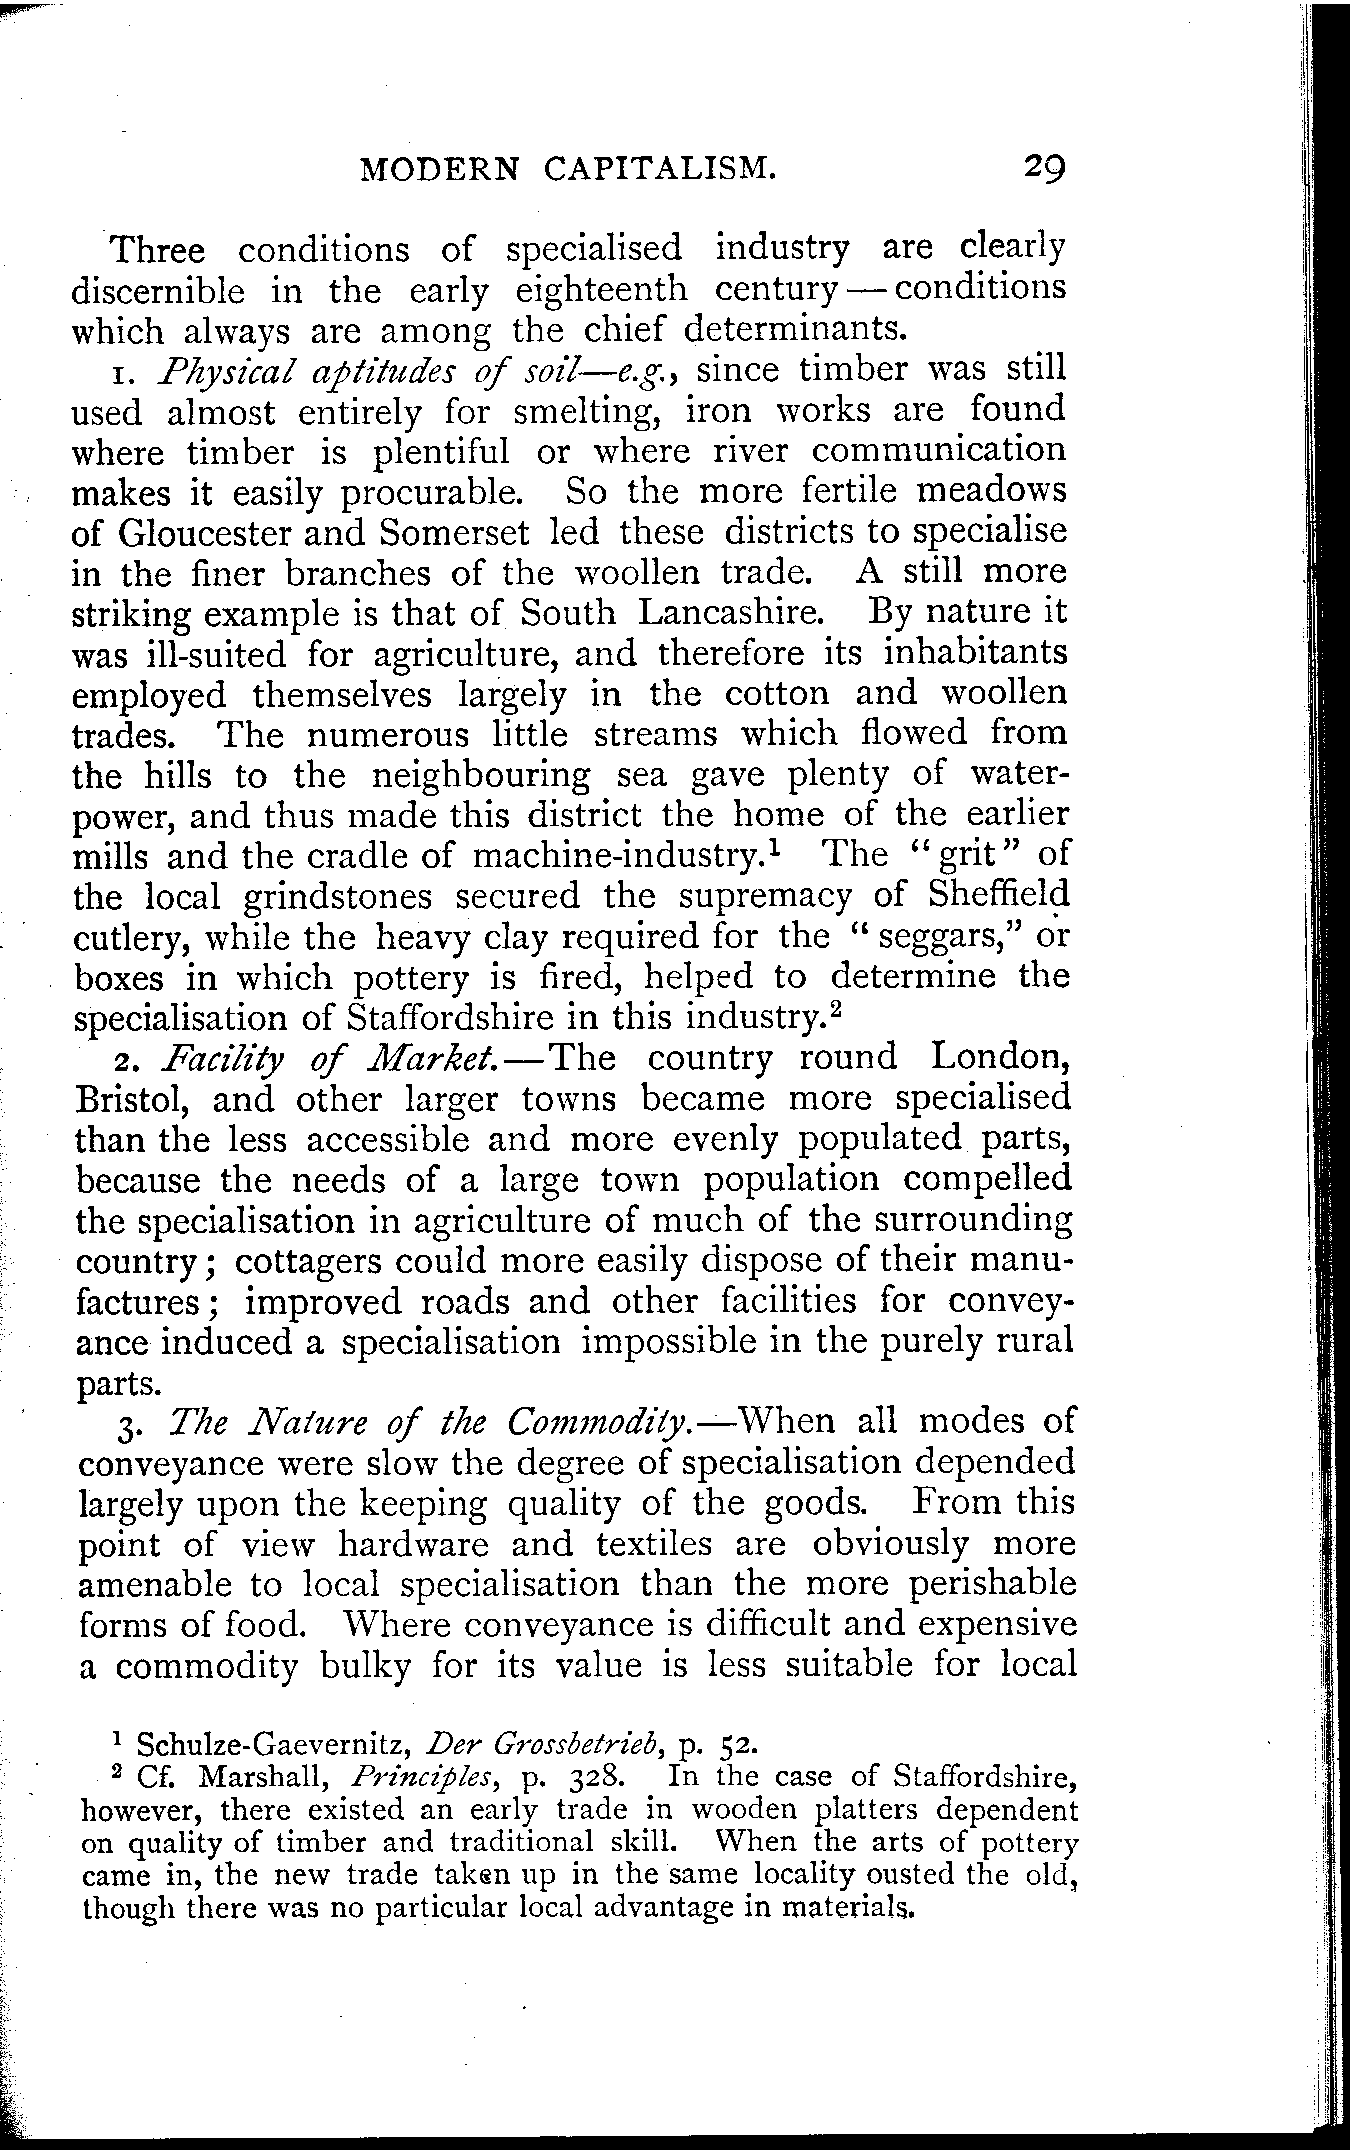 MODERN CAPITALISM. 29
Three conditions of specialised industry are clearly
discernible in the early eighteenth century — conditions
which always are among the chief determinants.
1. Physical aptitudes of soil—e.g., since timber was still
used almost entirely for smelting, iron works are found
where timber is plentiful or where river communication
makes it easily procurable. So the more fertile meadows
of Gloucester and Somerset led these districts to specialise
in the finer branches of the woollen trade. A still more
striking example is that of South Lancashire. By nature it
was ill-suited for agriculture, and therefore its inhabitants
employed themselves largely in the cotton and woollen
trades. The numerous little streams which flowed from
the hills to the neighbouring sea gave plenty of water-
power, and thus made this district the home of the earlier
mills and the cradle of machine-industry.¹ The "grit" of
the local grindstones secured the supremacy of Sheffield
cutlery, while the heavy clay required for the "seggars," or
boxes in which pottery is fired, helped to determine the
specialisation of Staffordshire in this industry.²
2. Facility of Market.—The country round London,
Bristol, and other larger towns became more specialised
than the less accessible and more evenly populated parts,
because the needs of a large town population compelled
the specialisation in agriculture of much of the surrounding
country; cottagers could more easily dispose of their manu-
factures; improved roads and other facilities for convey-
ance induced a specialisation impossible in the purely rural
parts.
3. The Nature of the Commodity.—When all modes of
conveyance were slow the degree of specialisation depended
largely upon the keeping quality of the goods. From this
point of view hardware and textiles are obviously more
amenable to local specialisation than the more perishable
forms of food. Where conveyance is difficult and expensive
a commodity bulky for its value is less suitable for local
¹ Schulze-Gaevernitz, Der Grossbetrieb, p. 52.
² Cf. Marshall, Principles, p. 328. In the case of Staffordshire,
however, there existed an early trade in wooden platters dependent
on quality of timber and traditional skill. When the arts of pottery
came in, the new trade taken up in the same locality ousted the old,
though there was no particular local advantage in materials.